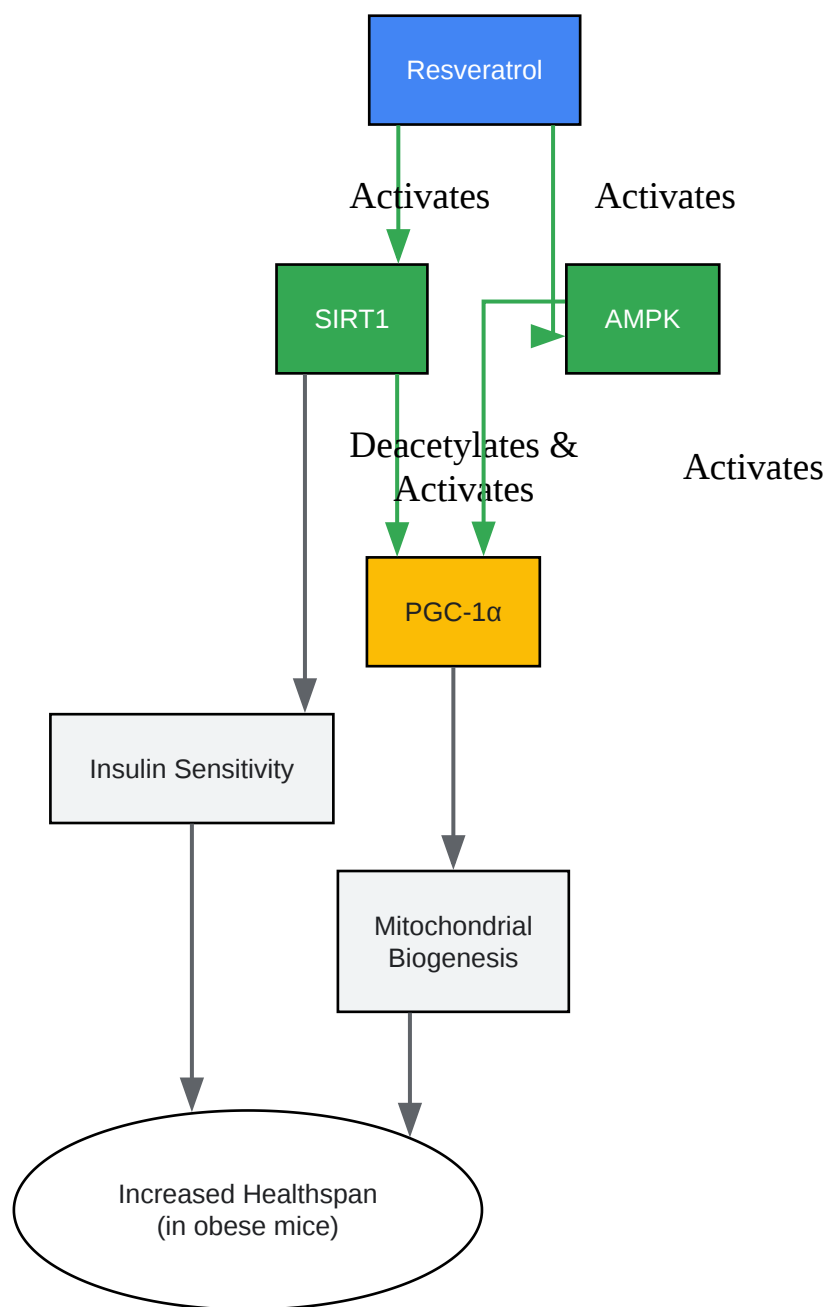 Resveratrol
Activates
Activates
SIRT1
AMPK
Deacetylates &
Activates
Activates
PGC-1α
Insulin Sensitivity
Mitochondrial
Biogenesis
Increased Healthspan
(in obese mice)